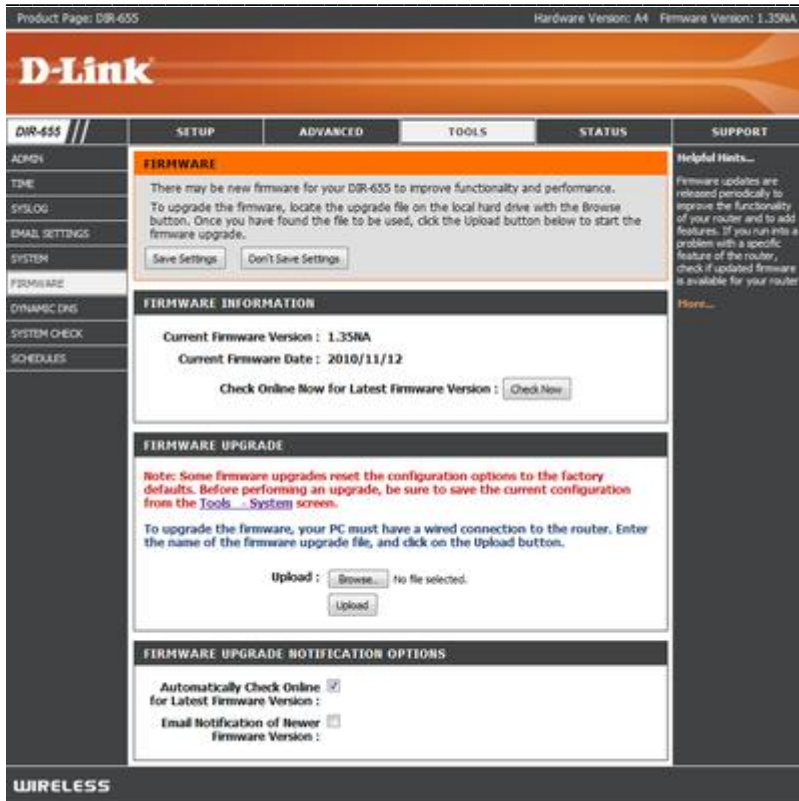 Product Page: DIR-655 Hardware Version: A4 Firmware Version: 1.35NA
D-Link
DIR-655 SETUP ADVANCED TOOLS STATUS SUPPORT
ADMIN
TIME
SYSLOG
EMAIL SETTINGS
SYSTEM
FIRMWARE
DYNAMIC DNS
SYSTEM CHECK
SCHEDULES
FIRMWARE
There may be new firmware for your DIR-655 to improve functionality and performance.
To upgrade the firmware, locate the upgrade file on the local hard drive with the Browse
button. Once you have found the file to be used, click the Upload button below to start the
firmware upgrade.
Save Settings Don't Save Settings
FIRMWARE INFORMATION
Current Firmware Version : 1.35NA
Current Firmware Date : 2010/11/12
Check Online Now for Latest Firmware Version : Check Now
FIRMWARE UPGRADE
Note: Some firmware upgrades reset the configuration options to the factory
defaults. Before performing an upgrade, be sure to save the current configuration
from the Tools - System screen.
To upgrade the firmware, your PC must have a wired connection to the router. Enter
the name of the firmware upgrade file, and click on the Upload button.
Upload : Browse... No file selected.
Upload
FIRMWARE UPGRADE NOTIFICATION OPTIONS
Automatically Check Online
for Latest Firmware Version :
Email Notification of Newer
Firmware Version :
Helpful Hints...
Firmware updates are
released periodically to
improve the functionality
of your router and to add
features. If you run into a
problem with a specific
feature of the router,
check if updated firmware
is available for your router
More...
WIRELESS